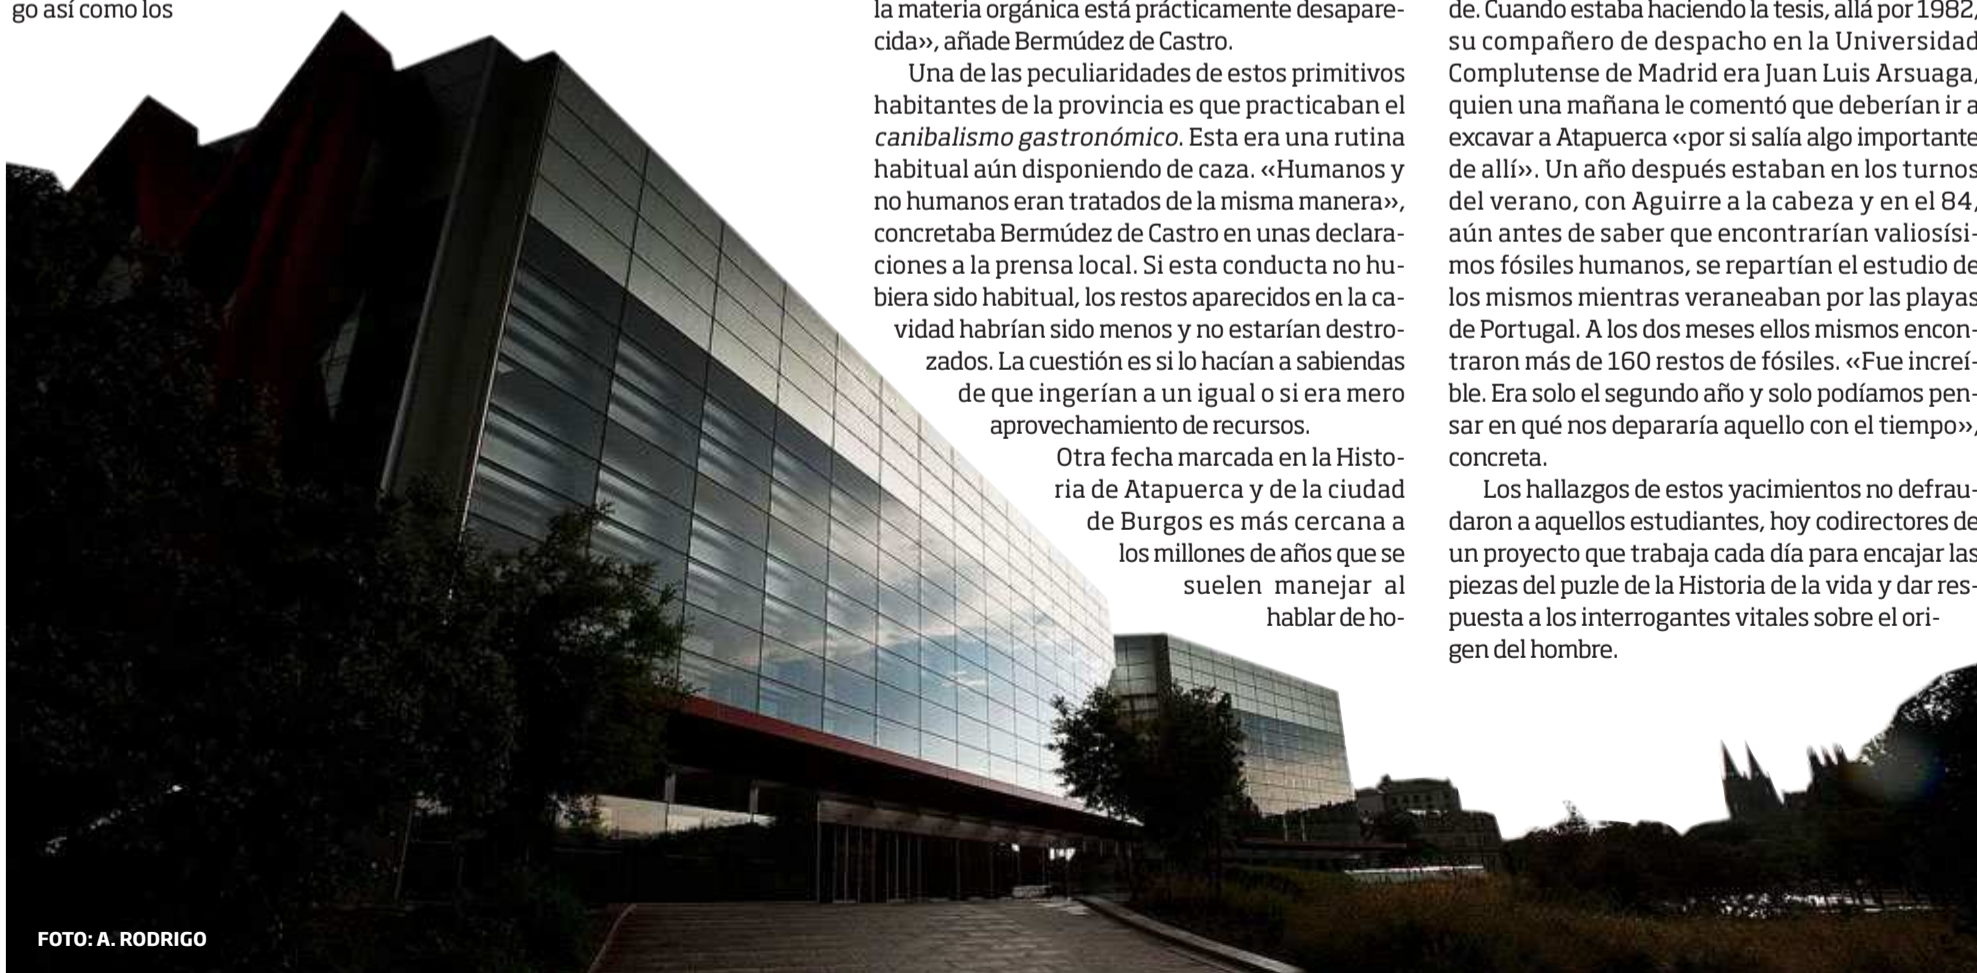 go así como los
la materia orgánica está prácticamente desapare-
cida», añade Bermúdez de Castro.
Una de las peculiaridades de estos primitivos
habitantes de la provincia es que practicaban el
canibalismo gastronómico. Esta era una rutina
habitual aún disponiendo de caza. «Humanos y
no humanos eran tratados de la misma manera»,
concretaba Bermúdez de Castro en unas declara-
ciones a la prensa local. Si esta conducta no hu-
biera sido habitual, los restos aparecidos en la ca-
vidad habrían sido menos y no estarían destro-
zados. La cuestión es si lo hacían a sabiendas
de que ingerían a un igual o si era mero
aprovechamiento de recursos.
Otra fecha marcada en la Histo-
ria de Atapuerca y de la ciudad
de Burgos es más cercana a
los millones de años que se
suelen manejar al
hablar de ho-
de. Cuando estaba haciendo la tesis, allá por 1982,
su compañero de despacho en la Universidad
Complutense de Madrid era Juan Luis Arsuaga,
quien una mañana le comentó que deberían ir a
excavar a Atapuerca «por si salía algo importante
de allí». Un año después estaban en los turnos
del verano, con Aguirre a la cabeza y en el 84,
aún antes de saber que encontrarían valiosísi-
mos fósiles humanos, se repartían el estudio de
los mismos mientras veraneaban por las playas
de Portugal. A los dos meses ellos mismos encon-
traron más de 160 restos de fósiles. «Fue increí-
ble. Era solo el segundo año y solo podíamos pen-
sar en qué nos depararía aquello con el tiempo»,
concreta.
Los hallazgos de estos yacimientos no defrau-
daron a aquellos estudiantes, hoy codirectores de
un proyecto que trabaja cada día para encajar las
piezas del puzle de la Historia de la vida y dar res-
puesta a los interrogantes vitales sobre el ori-
gen del hombre.
FOTO: A. RODRIGO